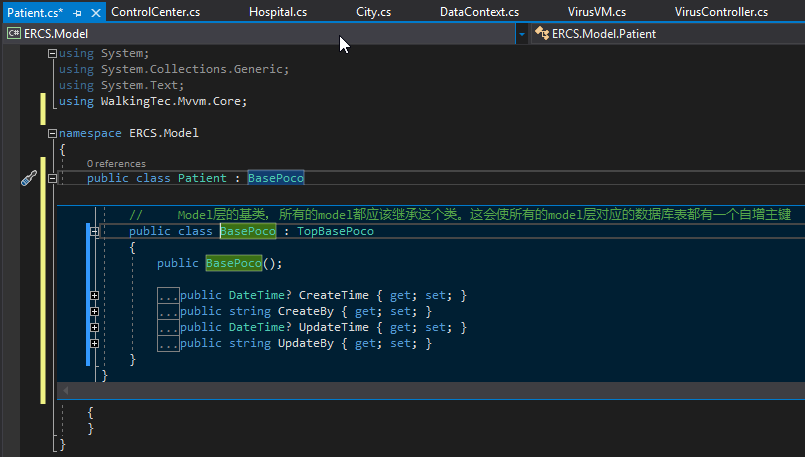 Patient.cs* ControlCenter.cs Hospital.cs City.cs DataContext.cs VirusVM.cs VirusController.cs
C# ERCS.Model ERCS.Model.Patient
using System;
using System.Collections.Generic;
using System.Text;
using WalkingTec.Mvvm.Core;
namespace ERCS.Model
{
0 references
public class Patient : BasePoco
// Model层的基类，所有的model都应该继承这个类。这会使所有的model层对应的数据库表都有一个自增主键
public class BasePoco : TopBasePoco
{
public BasePoco();
...public DateTime? CreateTime { get; set; }
...public string CreateBy { get; set; }
...public DateTime? UpdateTime { get; set; }
...public string UpdateBy { get; set; }
}
}
{
}
}